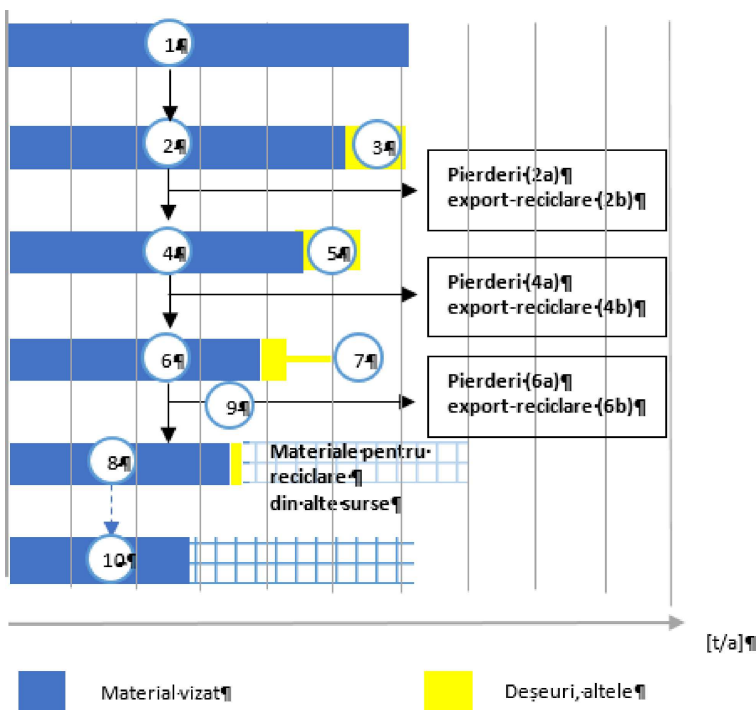 1¶
2¶
3¶
Pierderi·(2a)¶
export-reciclare·(2b)¶
4¶
5¶
Pierderi·(4a)¶
export-reciclare·(4b)¶
6¶
7¶
Pierderi·(6a)¶
export-reciclare·(6b)¶
9¶
8¶
Materiale·pentru·
reciclare·¶
din·alte·surse¶
10¶
[t/a]¶
Material·vizat¶
Deșeuri,·altele¶